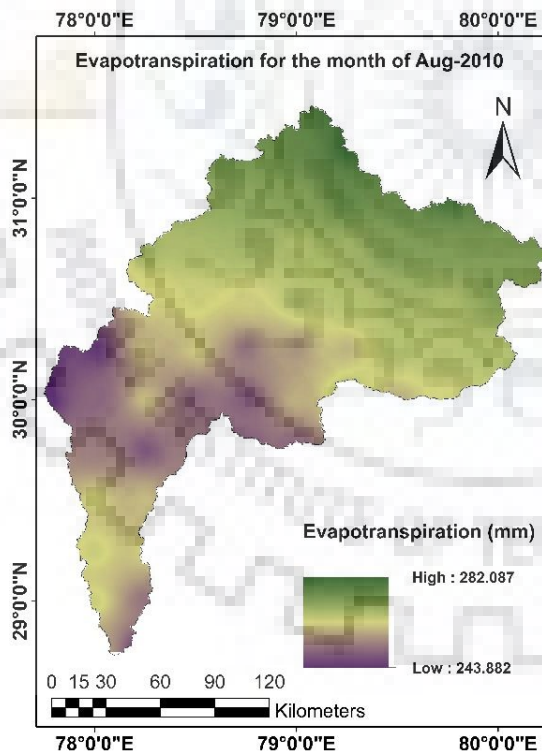 78°0'0"E 79°0'0"E 80°0'0"E
Evapotranspiration for the month of Aug-2010
N
31°0'0"N
30°0'0"N
29°0'0"N
Evapotranspiration (mm)
High : 282.087
Low : 243.882
0 15 30 60 90 120
Kilometers
78°0'0"E 79°0'0"E 80°0'0"E